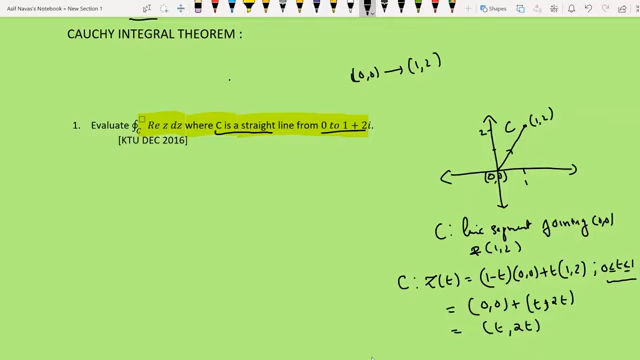 Asif Navas's Notebook » New Section 1
CAUCHY INTEGRAL THEOREM :
(0,0) → (1,2)
1. Evaluate ∮C Re z dz where C is a straight line from 0 to 1 + 2i.
[KTU DEC 2016]
2
C
(1,2)
(0,0)
1
C : line segment joining (0,0)
& (1,2)
C : Z(t) = (1-t)(0,0)+t(1,2) ; 0≤t≤1
= (0,0) + (t,2t)
= (t, 2t)